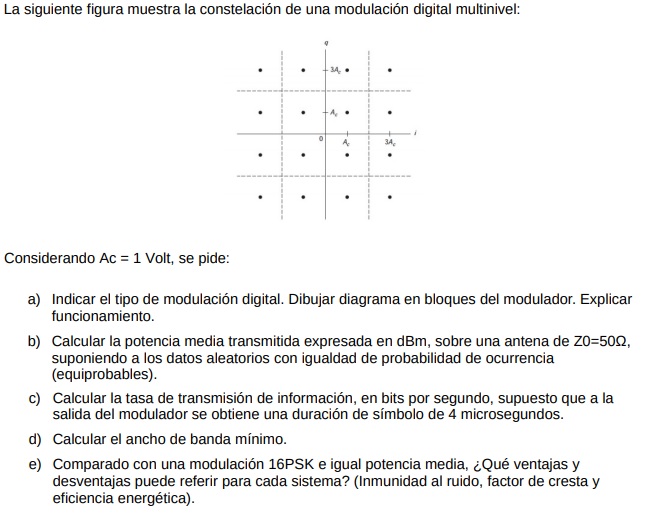 La siguiente figura muestra la constelación de una modulación digital multinivel:
q
3Ac
Ac
0
Ac
3Ac
i
Considerando Ac = 1 Volt, se pide:
a) Indicar el tipo de modulación digital. Dibujar diagrama en bloques del modulador. Explicar
funcionamiento.
b) Calcular la potencia media transmitida expresada en dBm, sobre una antena de Z0=50Ω,
suponiendo a los datos aleatorios con igualdad de probabilidad de ocurrencia
(equiprobables).
c) Calcular la tasa de transmisión de información, en bits por segundo, supuesto que a la
salida del modulador se obtiene una duración de símbolo de 4 microsegundos.
d) Calcular el ancho de banda mínimo.
e) Comparado con una modulación 16PSK e igual potencia media, ¿Qué ventajas y
desventajas puede referir para cada sistema? (Inmunidad al ruido, factor de cresta y
eficiencia energética).